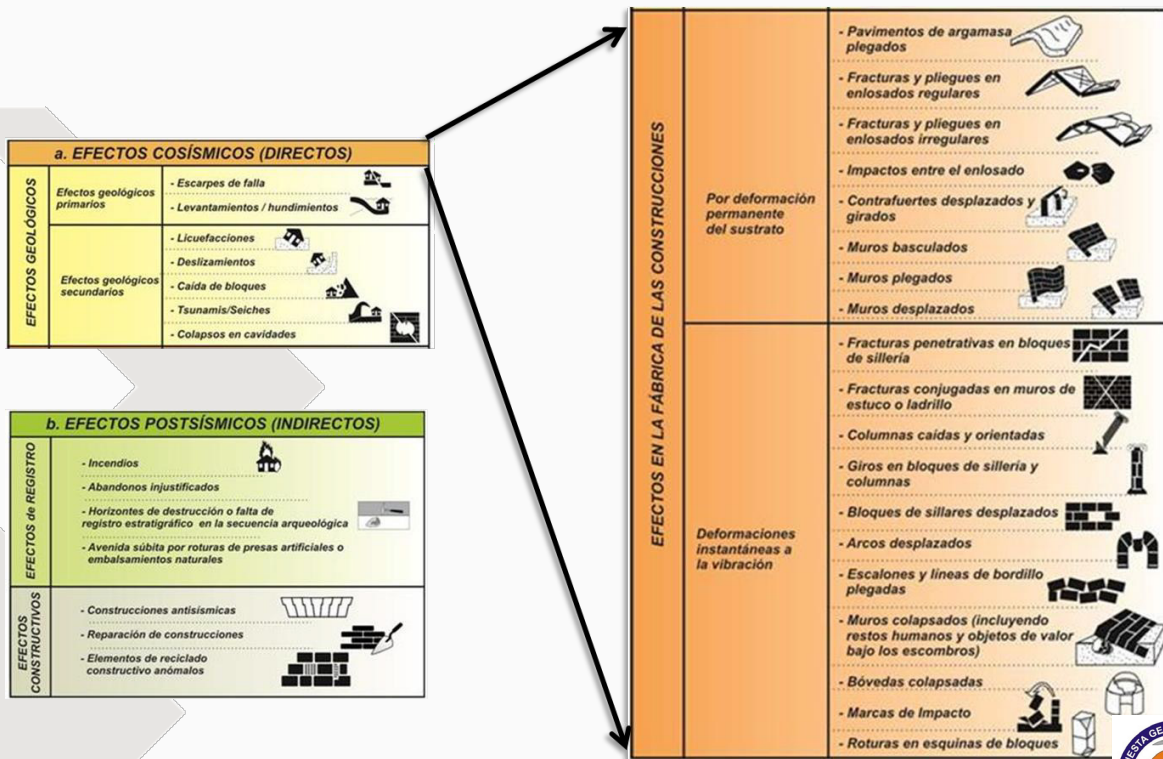 a. EFECTOS COSÍSMICOS (DIRECTOS)
EFECTOS GEOLÓGICOS
Efectos geológicos
primarios
- Escarpes de falla
- Levantamientos / hundimientos
Efectos geológicos
secundarios
- Licuefacciones
- Deslizamientos
- Caída de bloques
- Tsunamis/Seiches
- Colapsos en cavidades
b. EFECTOS POSTSÍSMICOS (INDIRECTOS)
EFECTOS de REGISTRO
- Incendios
- Abandonos injustificados
- Horizontes de destrucción o falta de
registro estratigráfico en la secuencia arqueológica
- Avenida súbita por roturas de presas artificiales o
embalsamientos naturales
EFECTOS
CONSTRUCTIVOS
- Construcciones antisísmicas
- Reparación de construcciones
- Elementos de reciclado
constructivo anómalos
EFECTOS EN LA FÁBRICA DE LAS CONSTRUCCIONES
Por deformación
permanente
del sustrato
- Pavimentos de argamasa
plegados
- Fracturas y pliegues en
enlosados regulares
- Fracturas y pliegues en
enlosados irregulares
- Impactos entre el enlosado
- Contrafuertes desplazados y
girados
- Muros basculados
- Muros plegados
- Muros desplazados
Deformaciones
instantáneas a
la vibración
- Fracturas penetrativas en bloques
de sillería
- Fracturas conjugadas en muros de
estuco o ladrillo
- Columnas caídas y orientadas
- Giros en bloques de sillería y
columnas
- Bloques de sillares desplazados
- Arcos desplazados
- Escalones y líneas de bordillo
plegadas
- Muros colapsados (incluyendo
restos humanos y objetos de valor
bajo los escombros)
- Bóvedas colapsadas
- Marcas de Impacto
- Roturas en esquinas de bloques